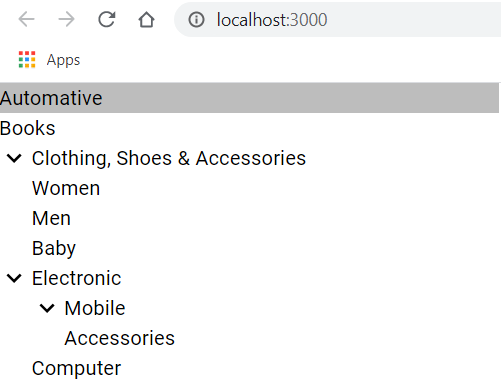 localhost:3000
Apps
Automative
Books
Clothing, Shoes & Accessories
Women
Men
Baby
Electronic
Mobile
Accessories
Computer